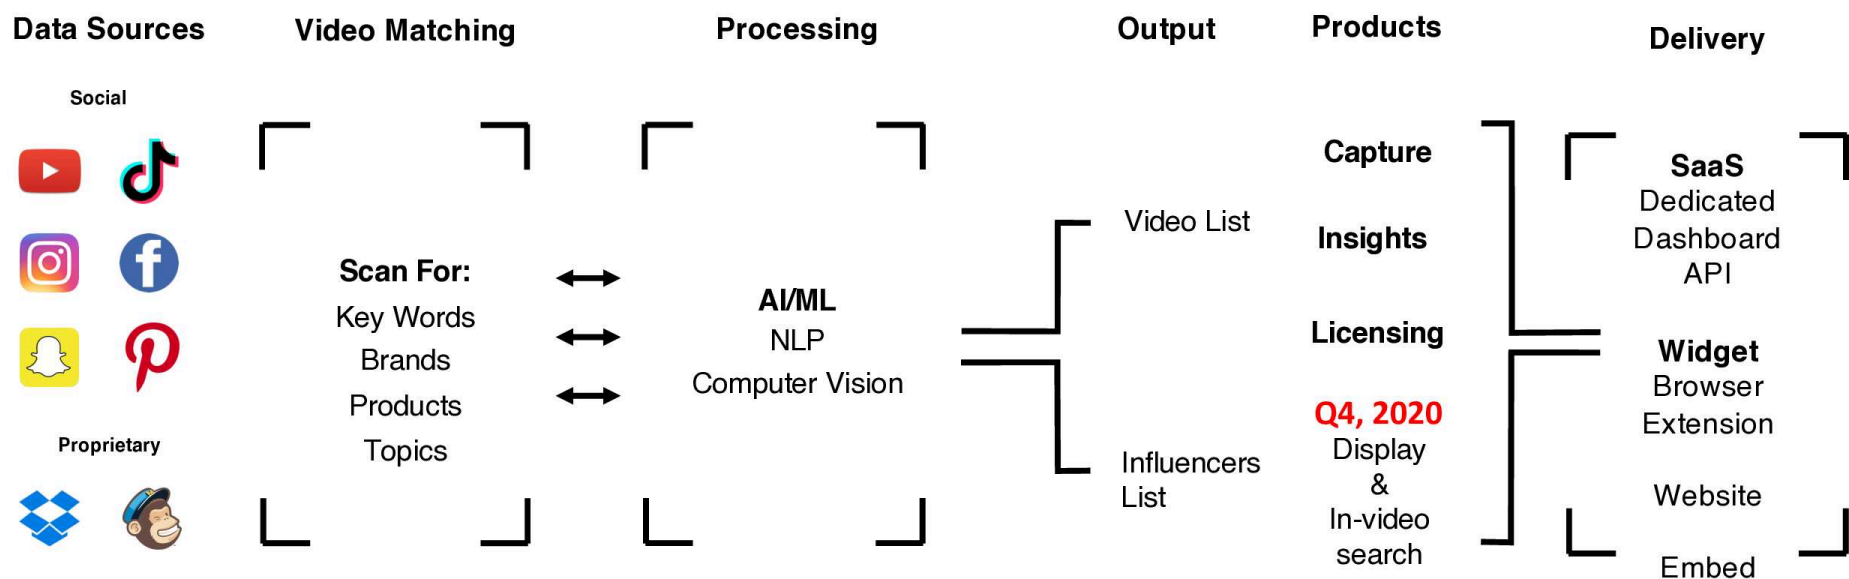 Data Sources
Video Matching
Processing
Output
Products
Delivery
Social
Proprietary
Scan For:
Key Words
Brands
Products
Topics
AI/ML
NLP
Computer Vision
Video List
Influencers
List
Capture
Insights
Licensing
Q4, 2020
Display
&
In-video
search
SaaS
Dedicated
Dashboard
API
Widget
Browser
Extension
Website
Embed